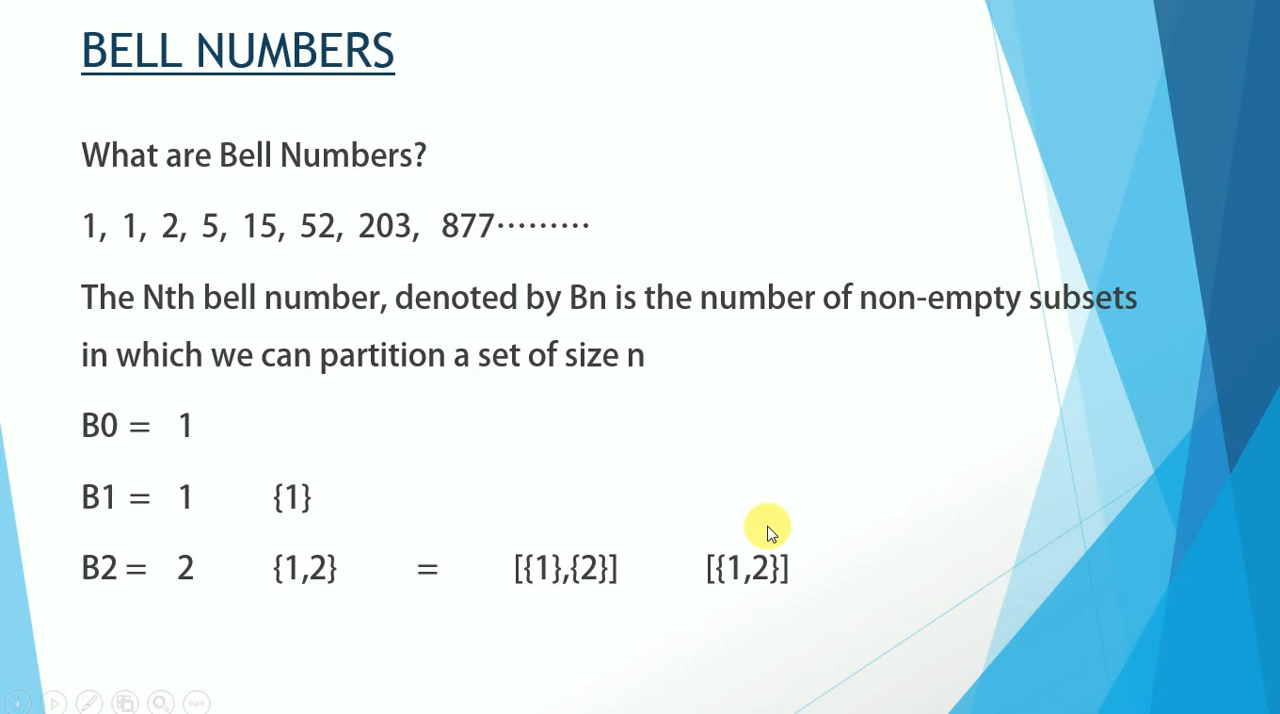 BELL NUMBERS
What are Bell Numbers?
1, 1, 2, 5, 15, 52, 203, 877·········
The Nth bell number, denoted by Bn is the number of non-empty subsets
in which we can partition a set of size n
B0 = 1
B1 = 1 {1}
B2 = 2 {1,2} = [{1},{2}] [{1,2}]